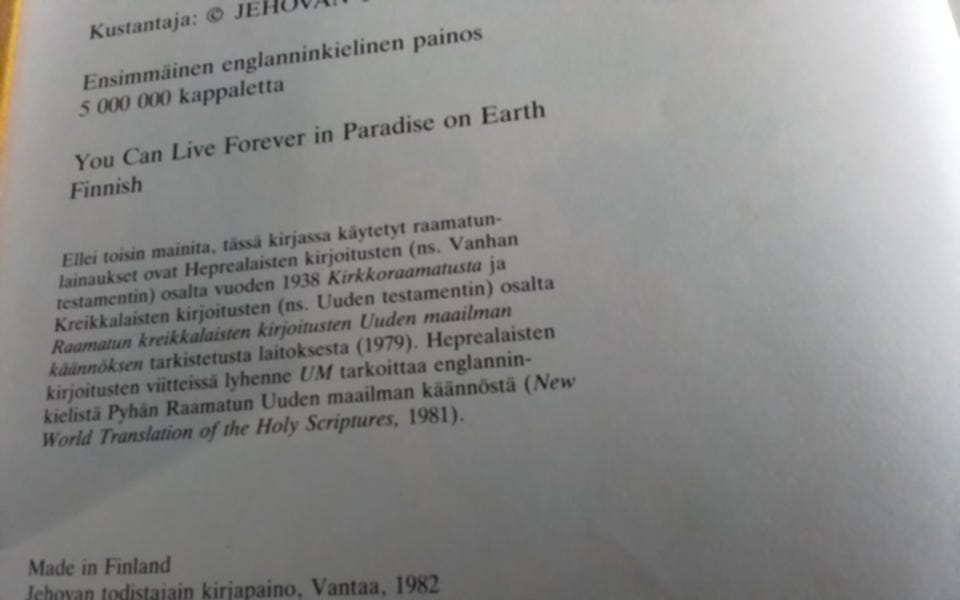 Kustantaja: © JEHOVAN
Ensimmäinen englanninkielinen painos
5 000 000 kappaletta
You Can Live Forever in Paradise on Earth
Finnish
Ellei toisin mainita, tässä kirjassa käytetyt raamatun-
lainaukset ovat Heprealaisten kirjoitusten (ns. Vanhan
testamentin) osalta vuoden 1938 Kirkkoraamatusta ja
Kreikkalaisten kirjoitusten (ns. Uuden testamentin) osalta
Raamatun kreikkalaisten kirjoitusten Uuden maailman
käännöksen tarkistetusta laitoksesta (1979). Heprealaisten
kirjoitusten viitteissä lyhenne UM tarkoittaa englannin-
kielistä Pyhän Raamatun Uuden maailman käännöstä (New
World Translation of the Holy Scriptures, 1981).
Made in Finland
Jehovan todistajain kirjapaino, Vantaa, 1982